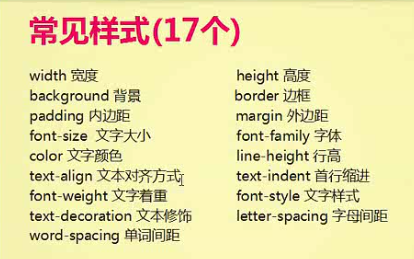 常见样式(17个)
width 宽度 height 高度
background 背景 border 边框
padding 内边距 margin 外边距
font-size 文字大小 font-family 字体
color 文字颜色 line-height 行高
text-align 文本对齐方式 text-indent 首行缩进
font-weight 文字着重 font-style 文字样式
text-decoration 文本修饰 letter-spacing 字母间距
word-spacing 单词间距